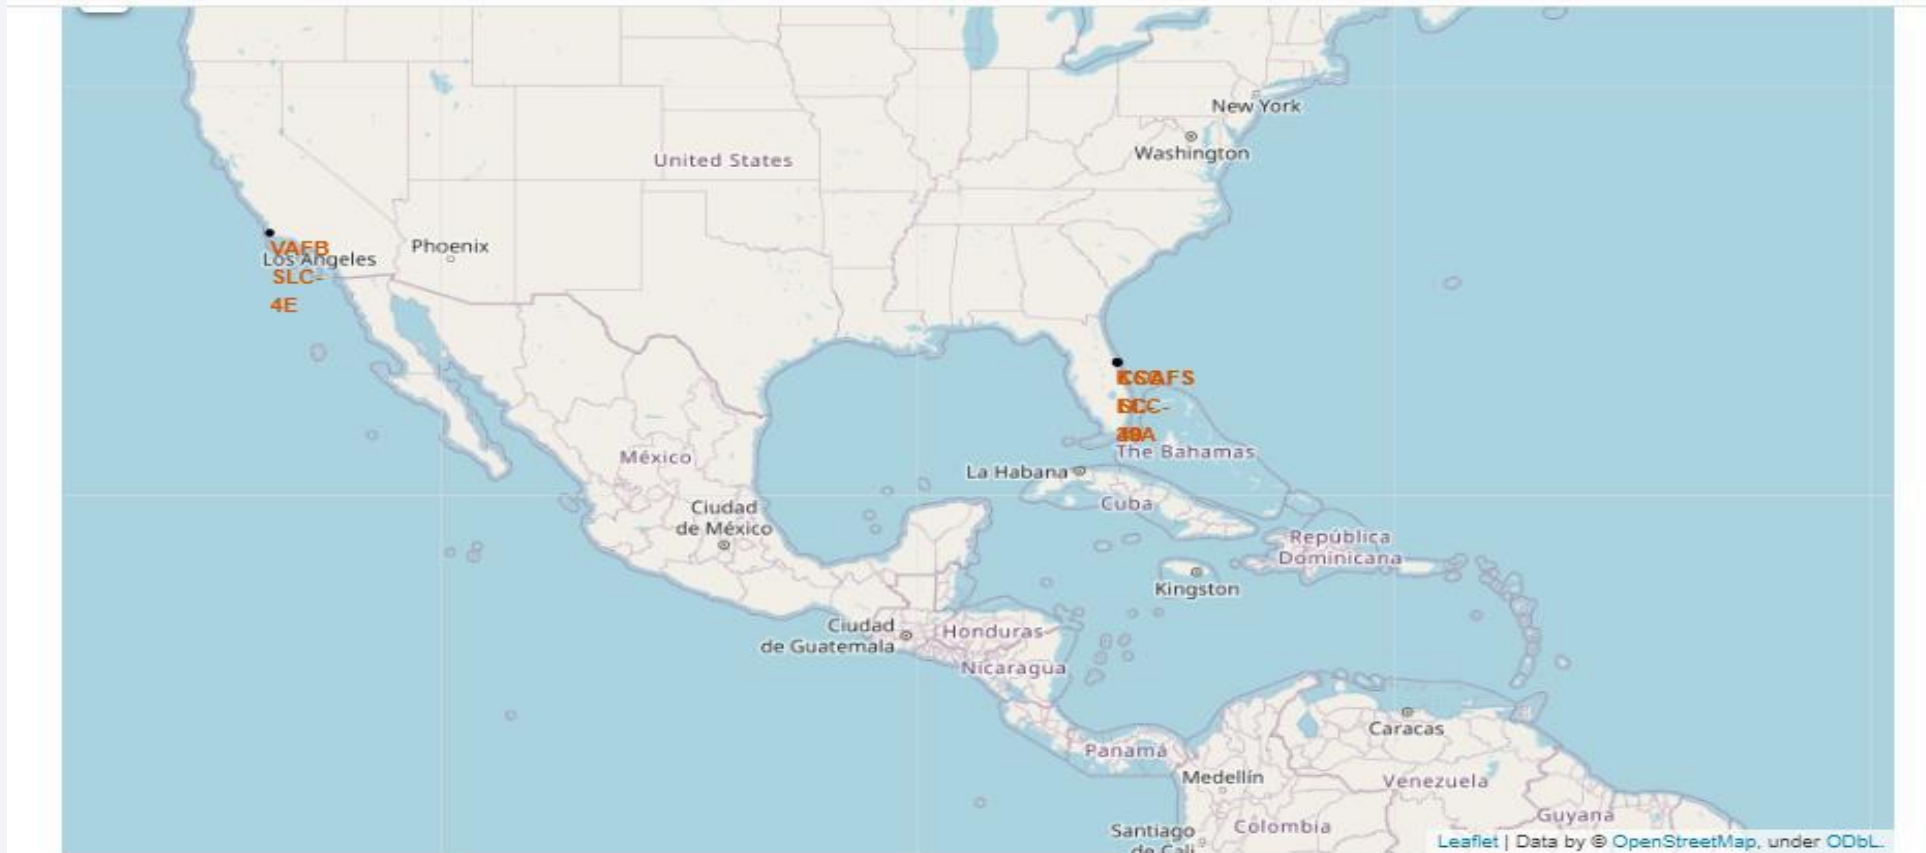 New York
Washington
United States
VAFB
SLC-
4E
Los Angeles
Phoenix
The Bahamas
México
La Habana
Cuba
Ciudad
de México
República
Dominicana
Kingston
Ciudad
de Guatemala
Honduras
Nicaragua
Caracas
Panamá
Medellín
Venezuela
Guyana
Santiago
de Cali
Colombia
Leaflet | Data by © OpenStreetMap, under ODbL.